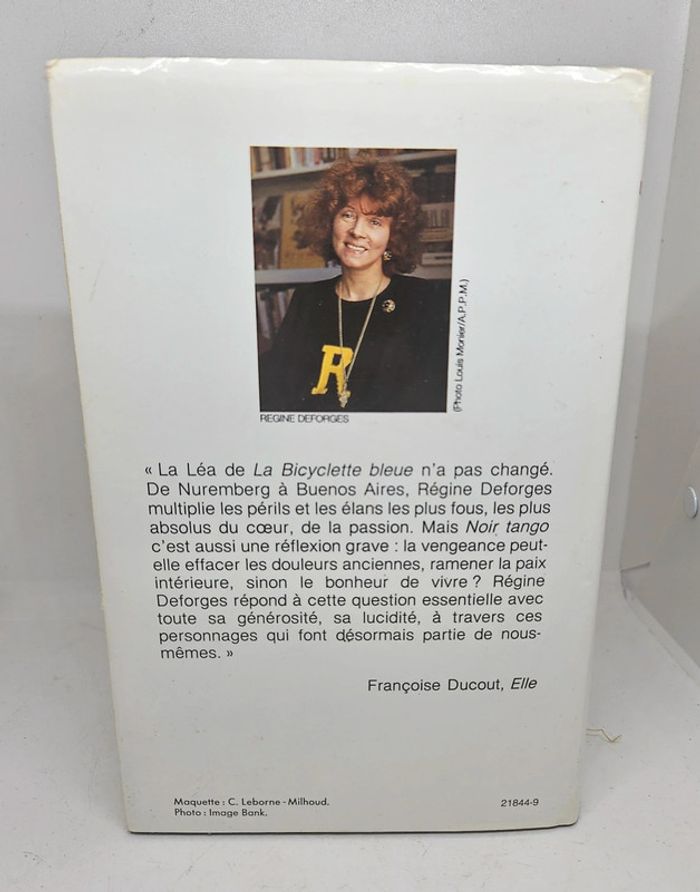 R
(Photo Louis Monier/A.P.P.M.)
REGINE DEFORGES
« La Léa de La Bicyclette bleue n'a pas changé.
De Nuremberg à Buenos Aires, Régine Deforges
multiplie les périls et les élans les plus fous, les plus
absolus du cœur, de la passion. Mais Noir tango
c'est aussi une réflexion grave : la vengeance peut-
elle effacer les douleurs anciennes, ramener la paix
intérieure, sinon le bonheur de vivre ? Régine
Deforges répond à cette question essentielle avec
toute sa générosité, sa lucidité, à travers ces
personnages qui font désormais partie de nous-
mêmes. »
Françoise Ducout, Elle
Maquette : C. Leborne - Milhoud.
Photo : Image Bank.
21844-9